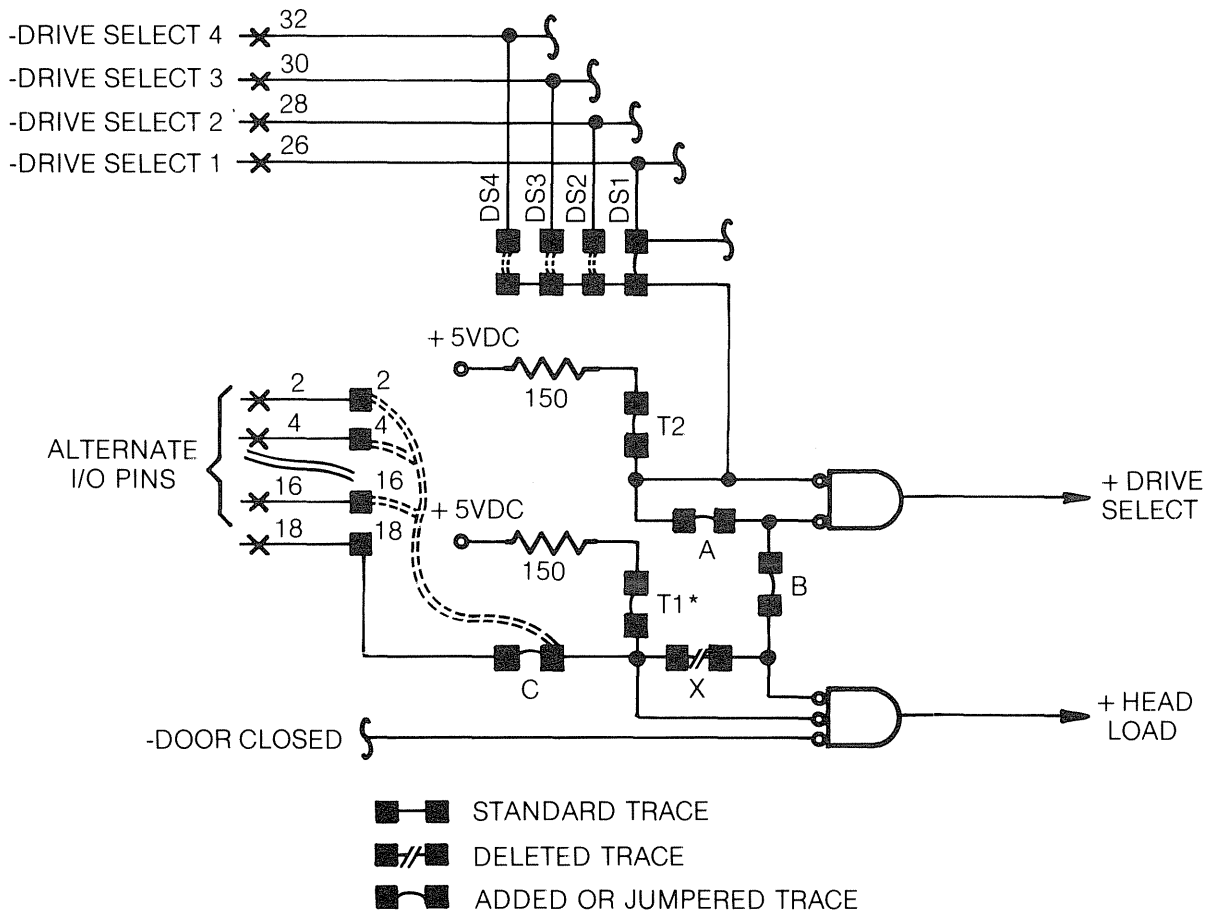 -DRIVE SELECT 4 32
-DRIVE SELECT 3 30
-DRIVE SELECT 2 28
-DRIVE SELECT 1 26
DS4 DS3 DS2 DS1
+ 5VDC
150
T2
ALTERNATE
I/O PINS
2 2
4 4
16 16
18 18
+ 5VDC
150
T1*
A
B
C
X
+ DRIVE
SELECT
+ HEAD
LOAD
-DOOR CLOSED
STANDARD TRACE
DELETED TRACE
ADDED OR JUMPERED TRACE